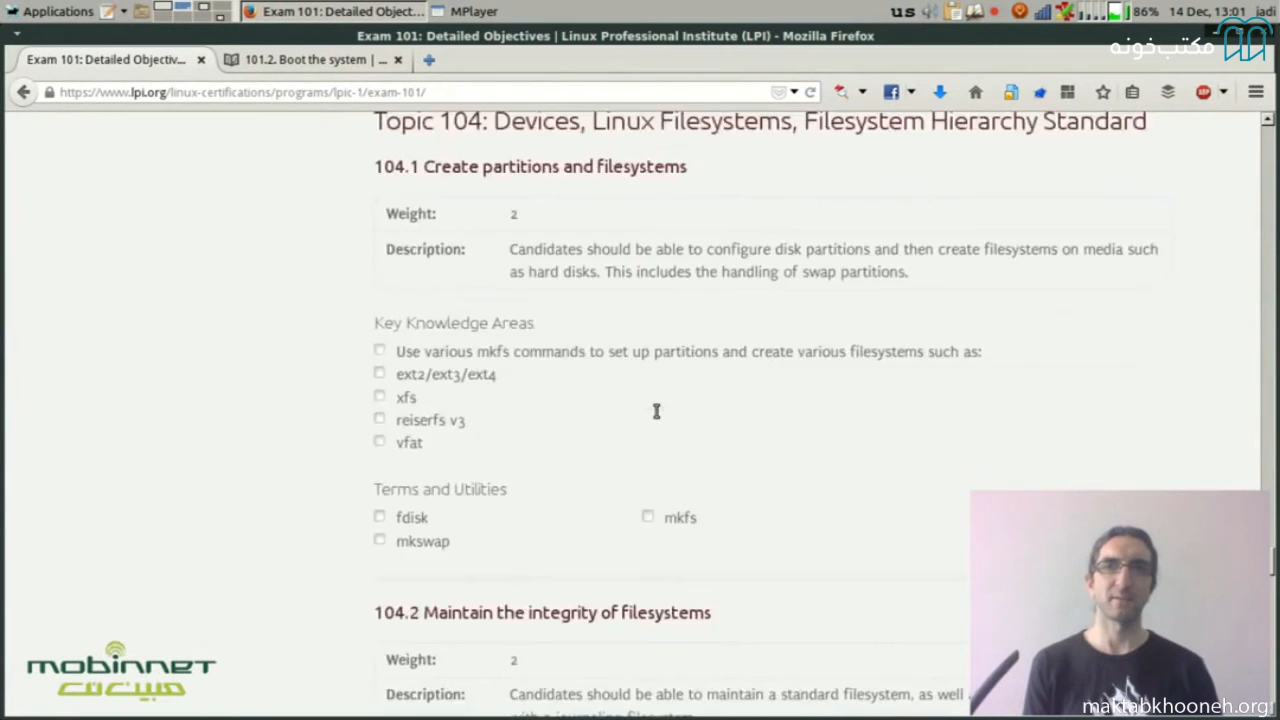 Applications
Exam 101: Detailed Object...
MPlayer
us
86%
14 Dec, 13:01
jadi
Exam 101: Detailed Objectives | Linux Professional Institute (LPI) - Mozilla Firefox
مکتب‌خونه
Exam 101: Detailed Objectiv...
101.2. Boot the system | ...
https://www.lpi.org/linux-certifications/programs/lpic-1/exam-101/
Topic 104: Devices, Linux Filesystems, Filesystem Hierarchy Standard
104.1 Create partitions and filesystems
Weight: 2
Description: Candidates should be able to configure disk partitions and then create filesystems on media such
as hard disks. This includes the handling of swap partitions.
Key Knowledge Areas
Use various mkfs commands to set up partitions and create various filesystems such as:
ext2/ext3/ext4
xfs
reiserfs v3
vfat
Terms and Utilities
fdisk mkfs
mkswap
104.2 Maintain the integrity of filesystems
Weight: 2
Description: Candidates should be able to maintain a standard filesystem, as well
mobinnet
مبین نت
maktabkhooneh.org